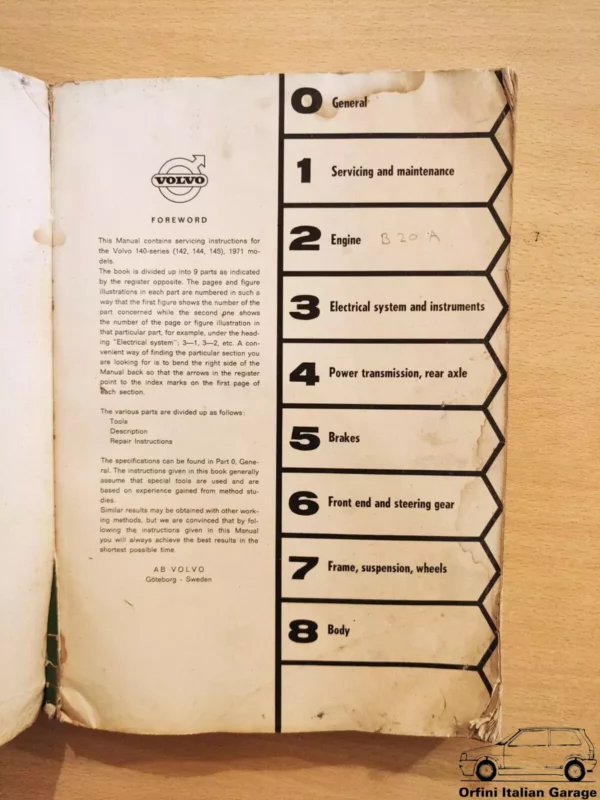 VOLVO
FOREWORD
This Manual contains servicing instructions for
the Volvo 140-series (142, 144, 145), 1971 mo-
dels.
The book is divided up into 9 parts as indicated
by the register opposite. The pages and figure
illustrations in each part are numbered in such
a way that the first figure shows the number of the
part concerned while the second one shows
the number of the page or figure illustration in
that particular part, for example, under the head-
ing "Electrical system"; 3—1, 3—2, etc. A con-
venient way of finding the particular section you
are looking for is to bend the right side of the
Manual back so that the arrows in the register
point to the index marks on the first page of
each section.
The various parts are divided up as follows:
Tools
Description
Repair Instructions
The specifications can be found in Part 0, Gene-
ral. The instructions given in this book generally
assume that special tools are used and are
based on experience gained from method stu-
dies.
Similar results may be obtained with other work-
ing methods, but we are convinced that by fol-
lowing the instructions given in this Manual
you will always achieve the best results in the
shortest possible time.
AB VOLVO
Göteborg - Sweden
0 General
1 Servicing and maintenance
2 Engine B 20 A
3 Electrical system and instruments
4 Power transmission, rear axle
5 Brakes
6 Front end and steering gear
7 Frame, suspension, wheels
8 Body
Orfini Italian Garage